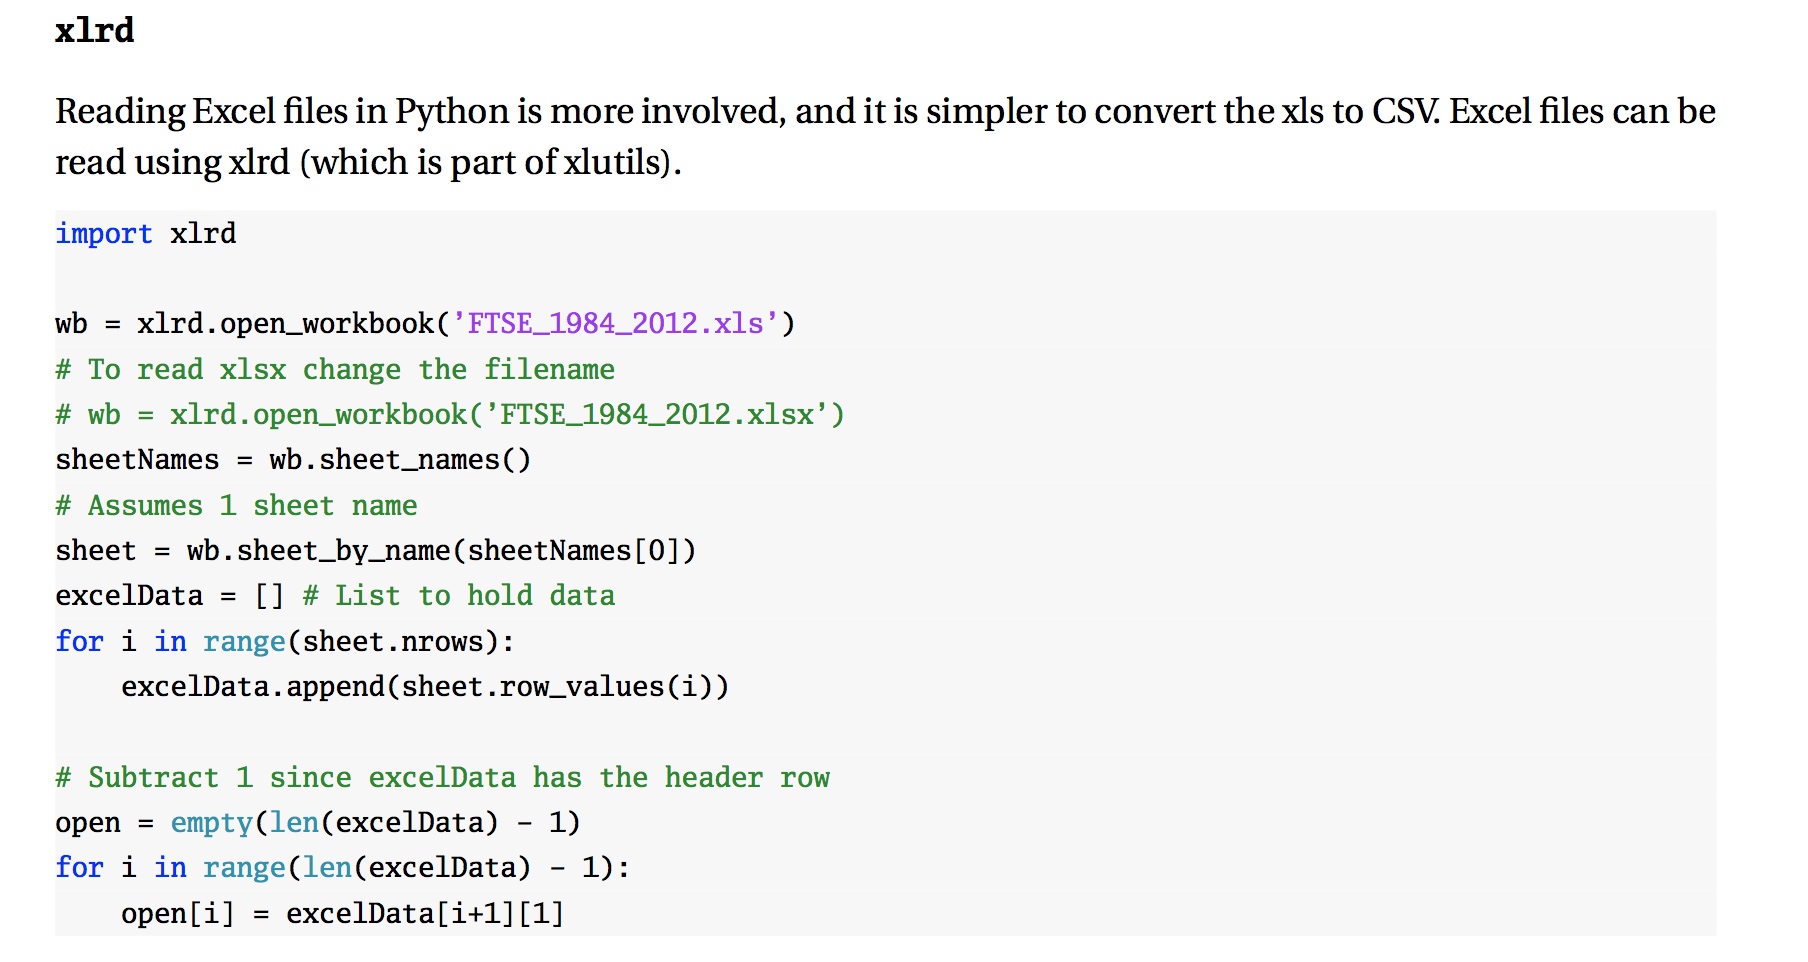 xlrd
Reading Excel files in Python is more involved, and it is simpler to convert the xls to CSV. Excel files can be
read using xlrd (which is part of xlutils).
import xlrd
wb = xlrd.open_workbook(’FTSE_1984_2012.xls’)
# To read xlsx change the filename
# wb = xlrd.open_workbook(’FTSE_1984_2012.xlsx’)
sheetNames = wb.sheet_names()
# Assumes 1 sheet name
sheet = wb.sheet_by_name(sheetNames[0])
excelData = [] # List to hold data
for i in range(sheet.nrows):
    excelData.append(sheet.row_values(i))
# Subtract 1 since excelData has the header row
open = empty(len(excelData) - 1)
for i in range(len(excelData) - 1):
    open[i] = excelData[i+1][1]